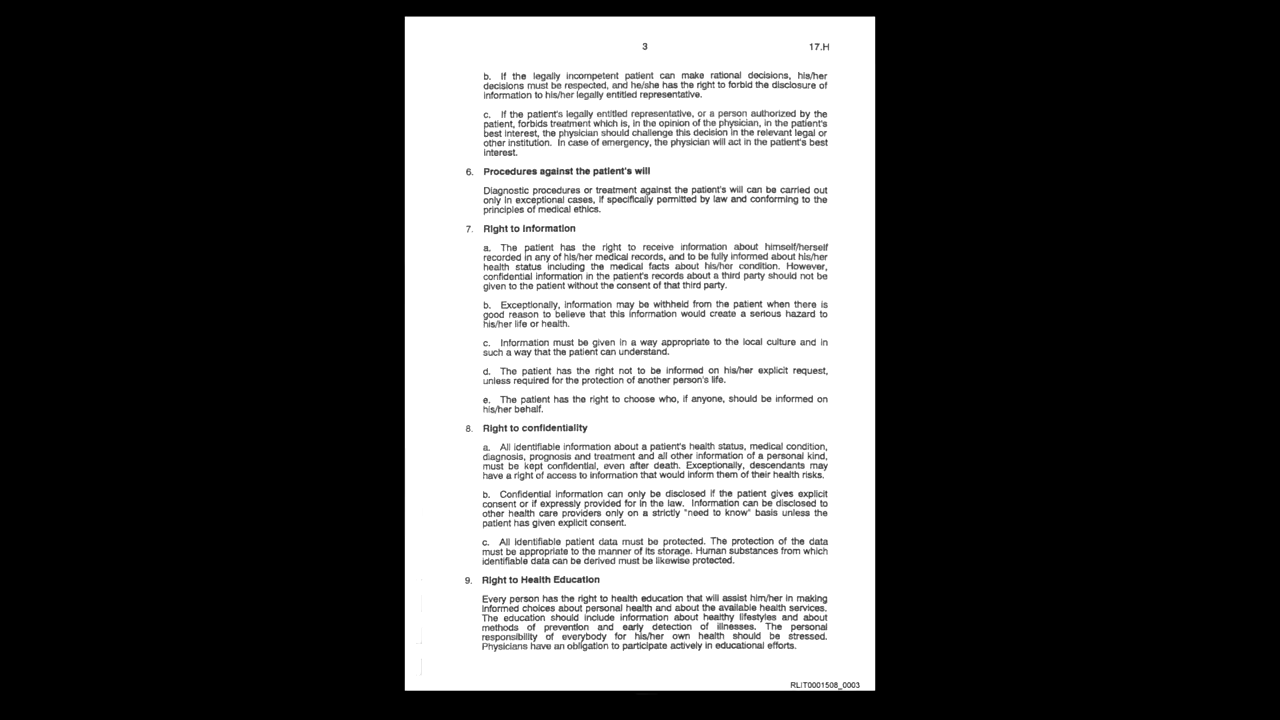 3 17.H
b. If the legally incompetent patient can make rational decisions, his/her
decisions must be respected, and he/she has the right to forbid the disclosure of
information to his/her legally entitled representative.
c. If the patient's legally entitled representative, or a person authorized by the
patient, forbids treatment which is, in the opinion of the physician, in the patient's
best interest, the physician should challenge this decision in the relevant legal or
other institution. In case of emergency, the physician will act in the patient's best
interest.
6. Procedures against the patient's will
Diagnostic procedures or treatment against the patient's will can be carried out
only in exceptional cases, if specifically permitted by law and conforming to the
principles of medical ethics.
7. Right to information
a. The patient has the right to receive information about himself/herself
recorded in any of his/her medical records, and to be fully informed about his/her
health status including the medical facts about his/her condition. However,
confidential information in the patient's records about a third party should not be
given to the patient without the consent of that third party.
b. Exceptionally, information may be withheld from the patient when there is
good reason to believe that this information would create a serious hazard to
his/her life or health.
c. Information must be given in a way appropriate to the local culture and in
such a way that the patient can understand.
d. The patient has the right not to be informed on his/her explicit request,
unless required for the protection of another person's life.
e. The patient has the right to choose who, if anyone, should be informed on
his/her behalf.
8. Right to confidentiality
a. All identifiable information about a patient's health status, medical condition,
diagnosis, prognosis and treatment and all other information of a personal kind,
must be kept confidential, even after death. Exceptionally, descendants may
have a right of access to information that would inform them of their health risks.
b. Confidential information can only be disclosed if the patient gives explicit
consent or if expressly provided for in the law. Information can be disclosed to
other health care providers only on a strictly "need to know" basis unless the
patient has given explicit consent.
c. All identifiable patient data must be protected. The protection of the data
must be appropriate to the manner of its storage. Human substances from which
identifiable data can be derived must be likewise protected.
9. Right to Health Education
Every person has the right to health education that will assist him/her in making
informed choices about personal health and about the available health services.
The education should include information about healthy lifestyles and about
methods of prevention and early detection of illnesses. The personal
responsibility of everybody for his/her own health should be stressed.
Physicians have an obligation to participate actively in educational efforts.
RLIT0001508_0003